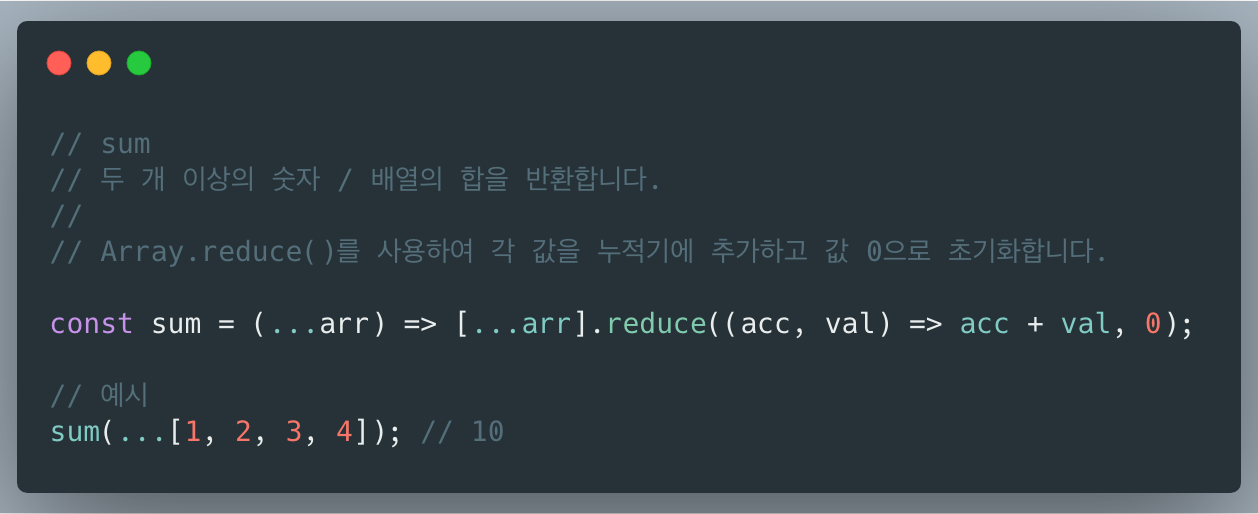 // sum
// 두 개 이상의 숫자 / 배열의 합을 반환합니다.
//
// Array.reduce()를 사용하여 각 값을 누적기에 추가하고 값 0으로 초기화합니다.
const sum = (...arr) => [...arr].reduce((acc, val) => acc + val, 0);
// 예시
sum(...[1, 2, 3, 4]); // 10